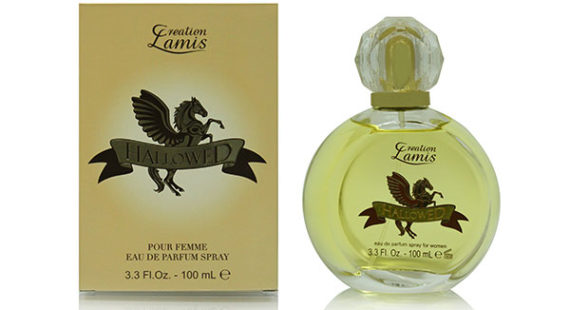 Creation
Lamis
HALLOWED
POUR FEMME
EAU DE PARFUM SPRAY
3.3 Fl.Oz. - 100 mL ℮
Creation
Lamis
HALLOWED
eau de parfum spray for women
3.3 Fl. Oz. - 100 mL ℮